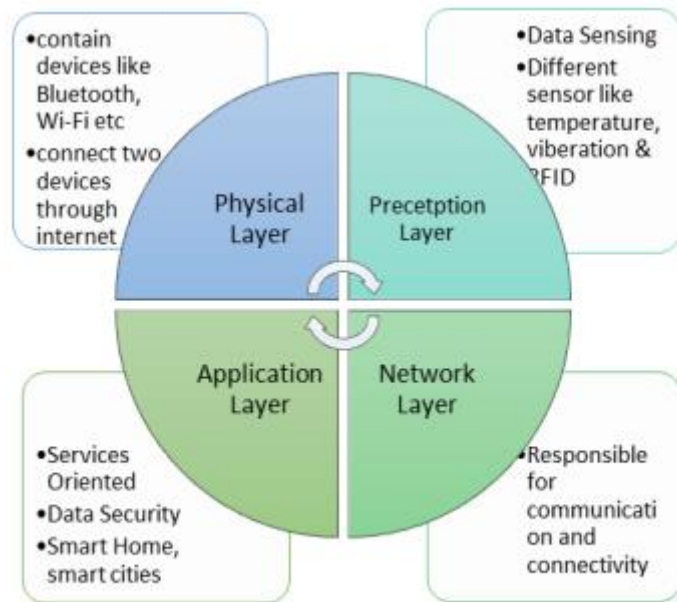 •contain
devices like
Bluetooth,
Wi-Fi etc
•connect two
devices
through
internet
Physical
Layer
•Data Sensing
•Different
sensor like
temperature,
viberation &
RFID
Precetption
Layer
Application
Layer
•Services
Oriented
•Data Security
•Smart Home,
smart cities
Network
Layer
•Responsible
for
communicati
on and
connectivity